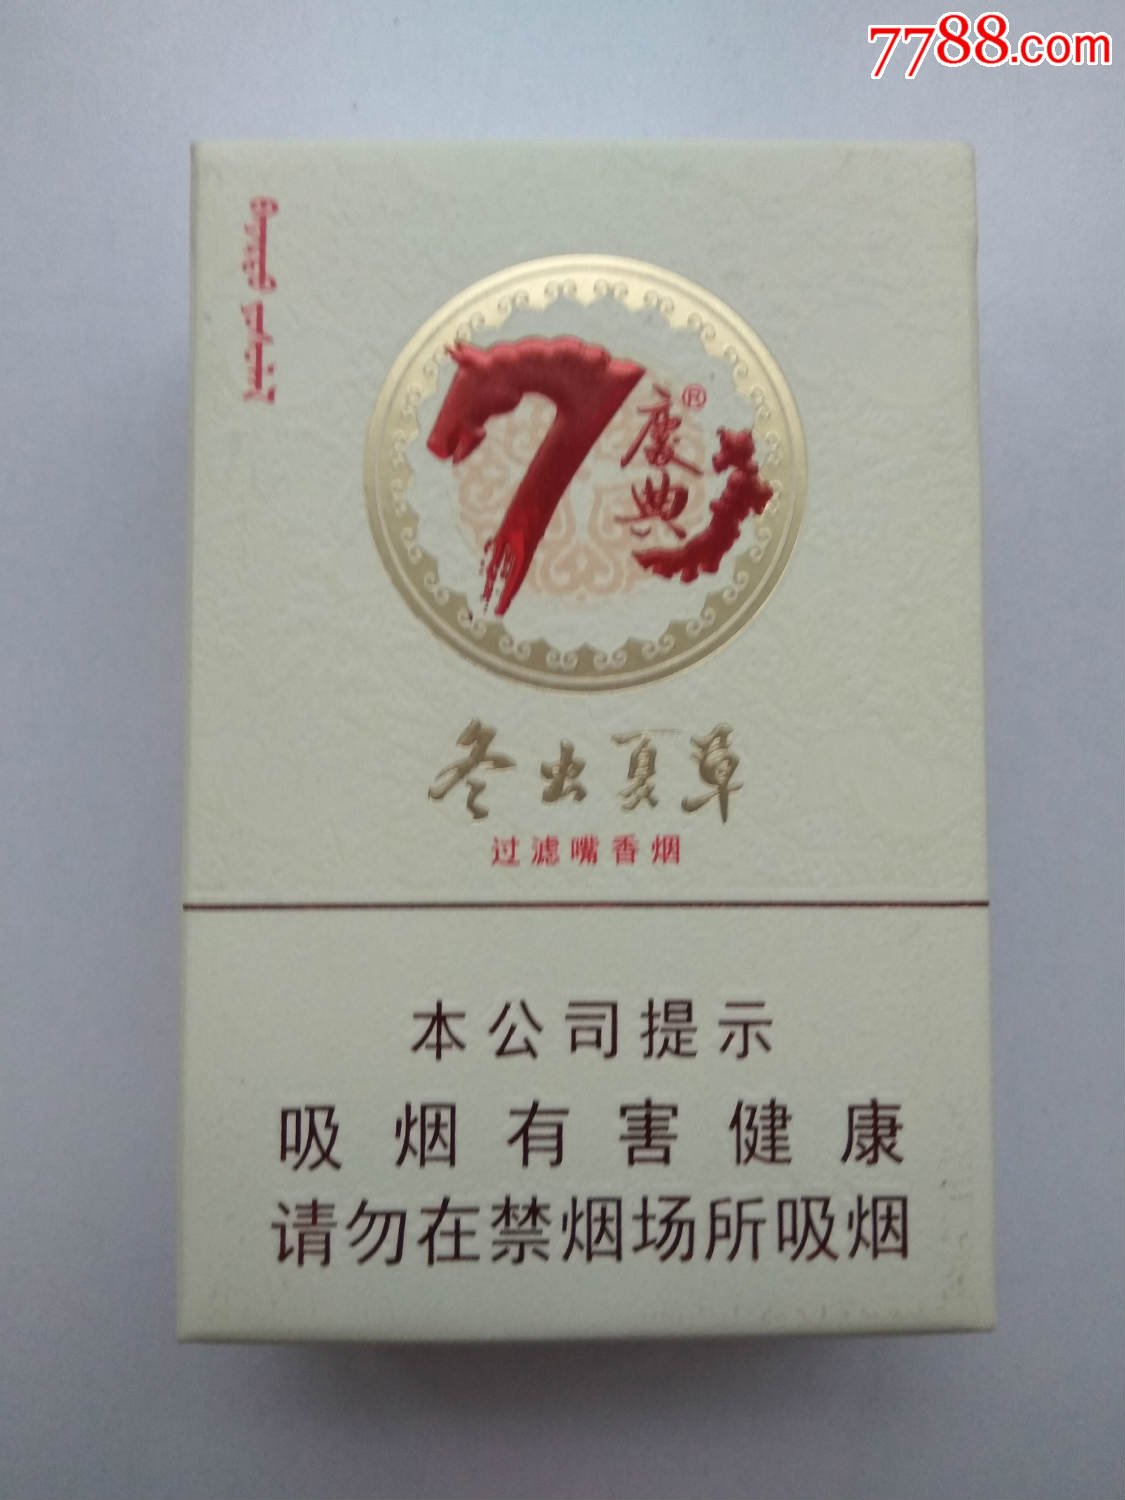 7788.com
7
慶典
®
冬虫夏草
过滤嘴香烟
本公司提示
吸烟有害健康
请勿在禁烟场所吸烟